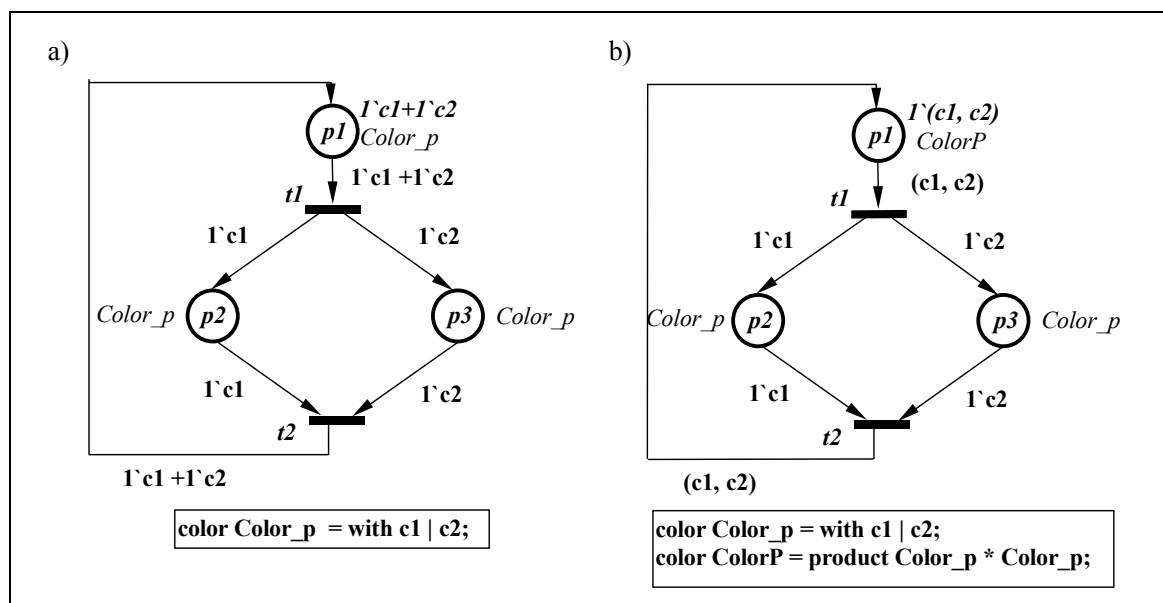 a)
1`c1+1`c2
p1
Color_p
1`c1 +1`c2
t1
1`c1
1`c2
Color_p
p2
p3
Color_p
1`c1
1`c2
t2
1`c1 +1`c2
color Color_p = with c1 | c2;
b)
1`(c1, c2)
p1
ColorP
(c1, c2)
t1
1`c1
1`c2
Color_p
p2
p3
Color_p
1`c1
1`c2
t2
(c1, c2)
color Color_p = with c1 | c2;
color ColorP = product Color_p * Color_p;